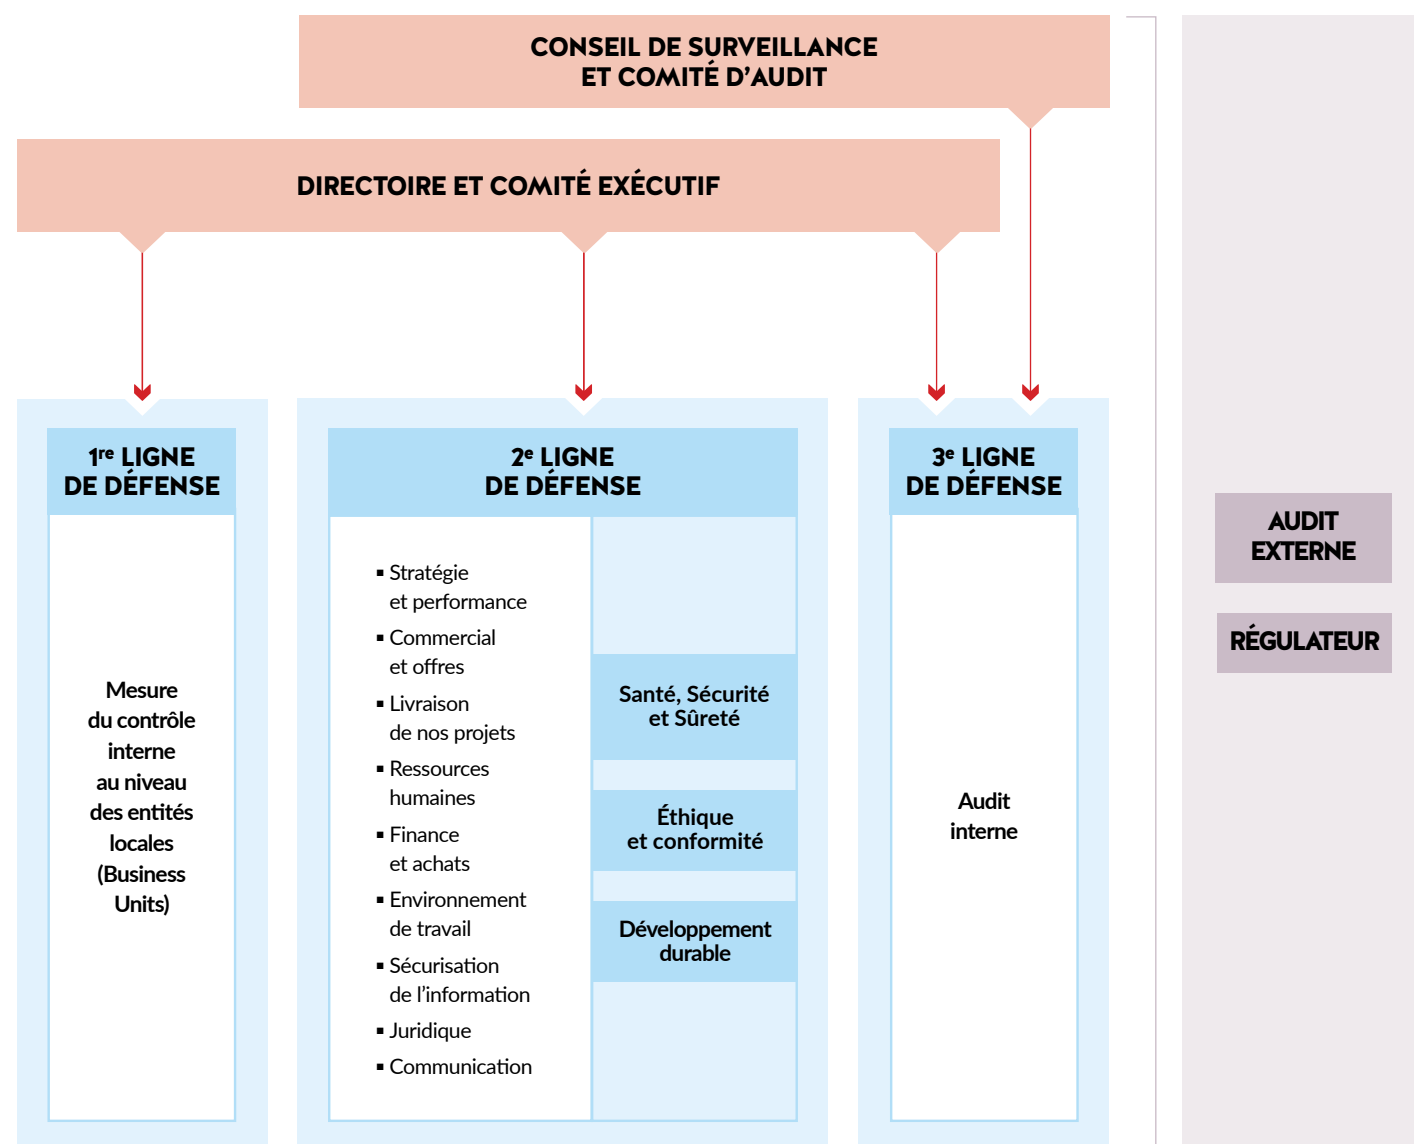 CONSEIL DE SURVEILLANCE
ET COMITÉ D’AUDIT
DIRECTOIRE ET COMITÉ EXÉCUTIF
1re LIGNE
DE DÉFENSE
Mesure
du contrôle
interne
au niveau
des entités
locales
(Business
Units)
2e LIGNE
DE DÉFENSE
▪ Stratégie
et performance
▪ Commercial
et offres
▪ Livraison
de nos projets
▪ Ressources
humaines
▪ Finance
et achats
▪ Environnement
de travail
▪ Sécurisation
de l’information
▪ Juridique
▪ Communication
Santé, Sécurité
et Sûreté
Éthique
et conformité
Développement
durable
3e LIGNE
DE DÉFENSE
Audit
interne
AUDIT
EXTERNE
RÉGULATEUR